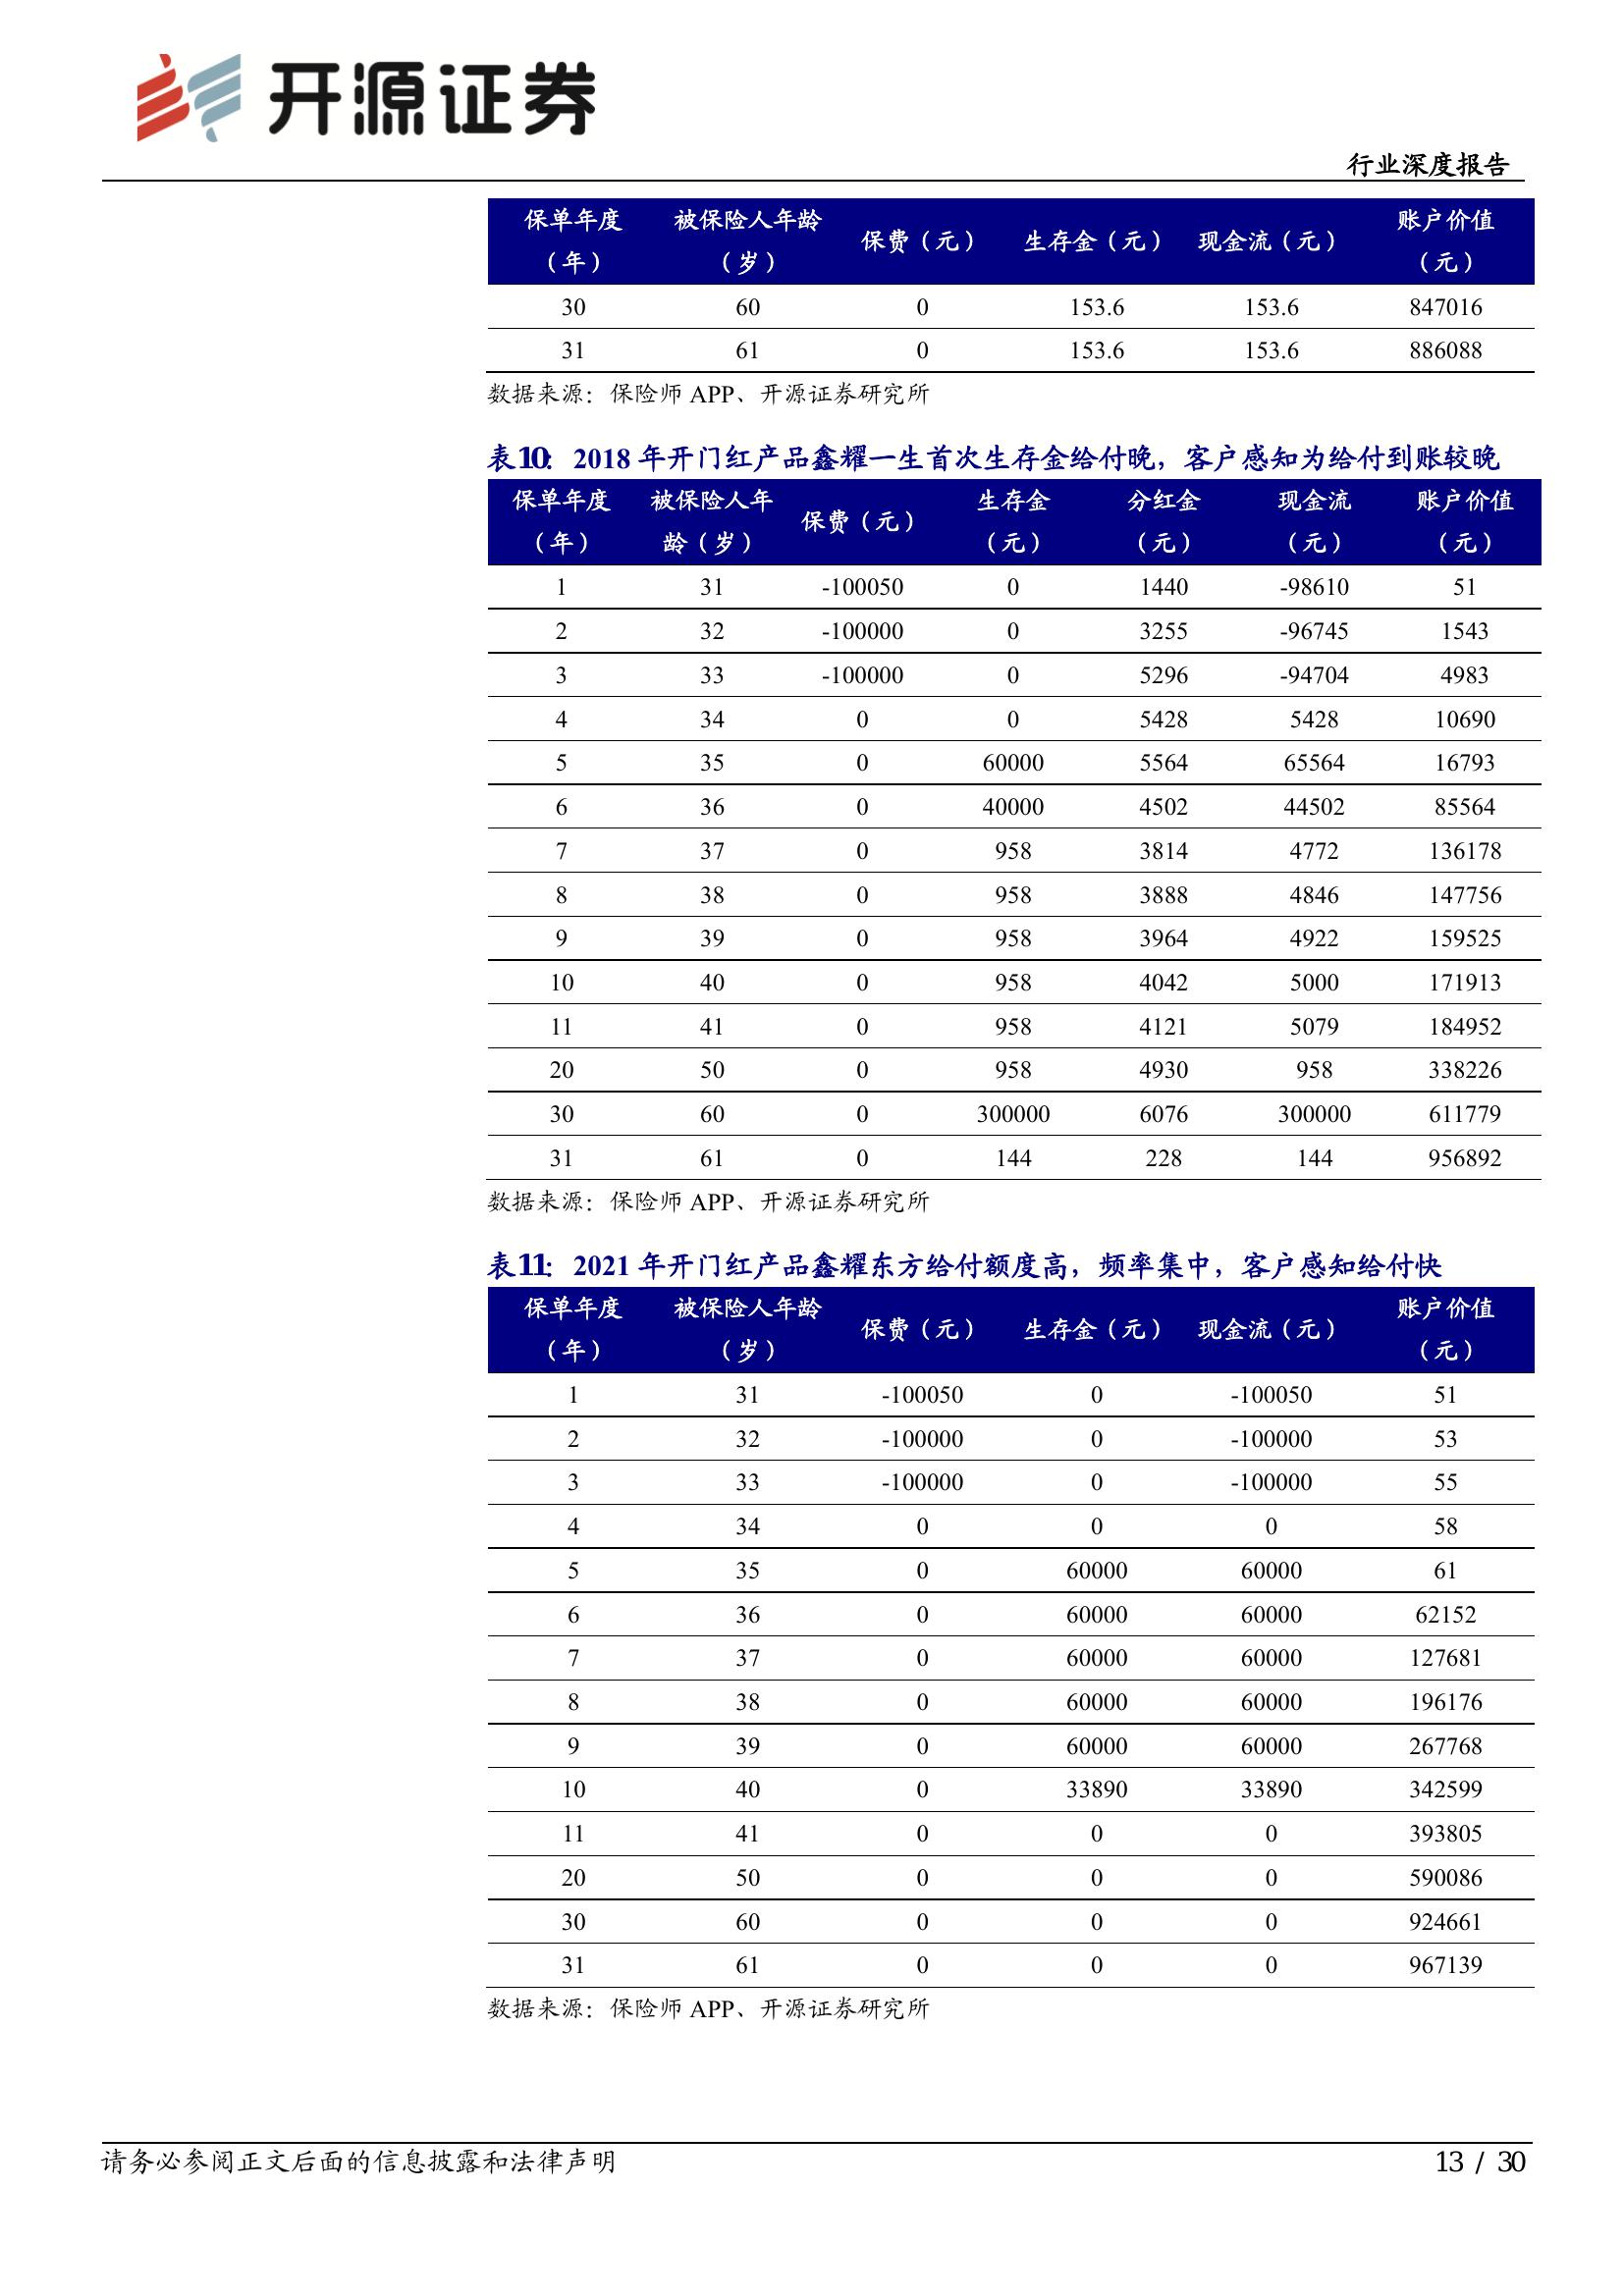 开源证券
行业深度报告
保单年度（年） 被保险人年龄（岁） 保费（元） 生存金（元） 现金流（元） 账户价值（元）
30 60 0 153.6 153.6 847016
31 61 0 153.6 153.6 886088
数据来源：保险师 APP、开源证券研究所
表10： 2018 年开门红产品鑫耀一生首次生存金给付晚，客户感知为给付到账较晚
保单年度（年） 被保险人年龄（岁） 保费（元） 生存金（元） 分红金（元） 现金流（元） 账户价值（元）
1 31 -100050 0 1440 -98610 51
2 32 -100000 0 3255 -96745 1543
3 33 -100000 0 5296 -94704 4983
4 34 0 0 5428 5428 10690
5 35 0 60000 5564 65564 16793
6 36 0 40000 4502 44502 85564
7 37 0 958 3814 4772 136178
8 38 0 958 3888 4846 147756
9 39 0 958 3964 4922 159525
10 40 0 958 4042 5000 171913
11 41 0 958 4121 5079 184952
20 50 0 958 4930 958 338226
30 60 0 300000 6076 300000 611779
31 61 0 144 228 144 956892
数据来源：保险师 APP、开源证券研究所
表11： 2021 年开门红产品鑫耀东方给付额度高，频率集中，客户感知给付快
保单年度（年） 被保险人年龄（岁） 保费（元） 生存金（元） 现金流（元） 账户价值（元）
1 31 -100050 0 -100050 51
2 32 -100000 0 -100000 53
3 33 -100000 0 -100000 55
4 34 0 0 0 58
5 35 0 60000 60000 61
6 36 0 60000 60000 62152
7 37 0 60000 60000 127681
8 38 0 60000 60000 196176
9 39 0 60000 60000 267768
10 40 0 33890 33890 342599
11 41 0 0 0 393805
20 50 0 0 0 590086
30 60 0 0 0 924661
31 61 0 0 0 967139
数据来源：保险师 APP、开源证券研究所
请务必参阅正文后面的信息披露和法律声明
13 / 30